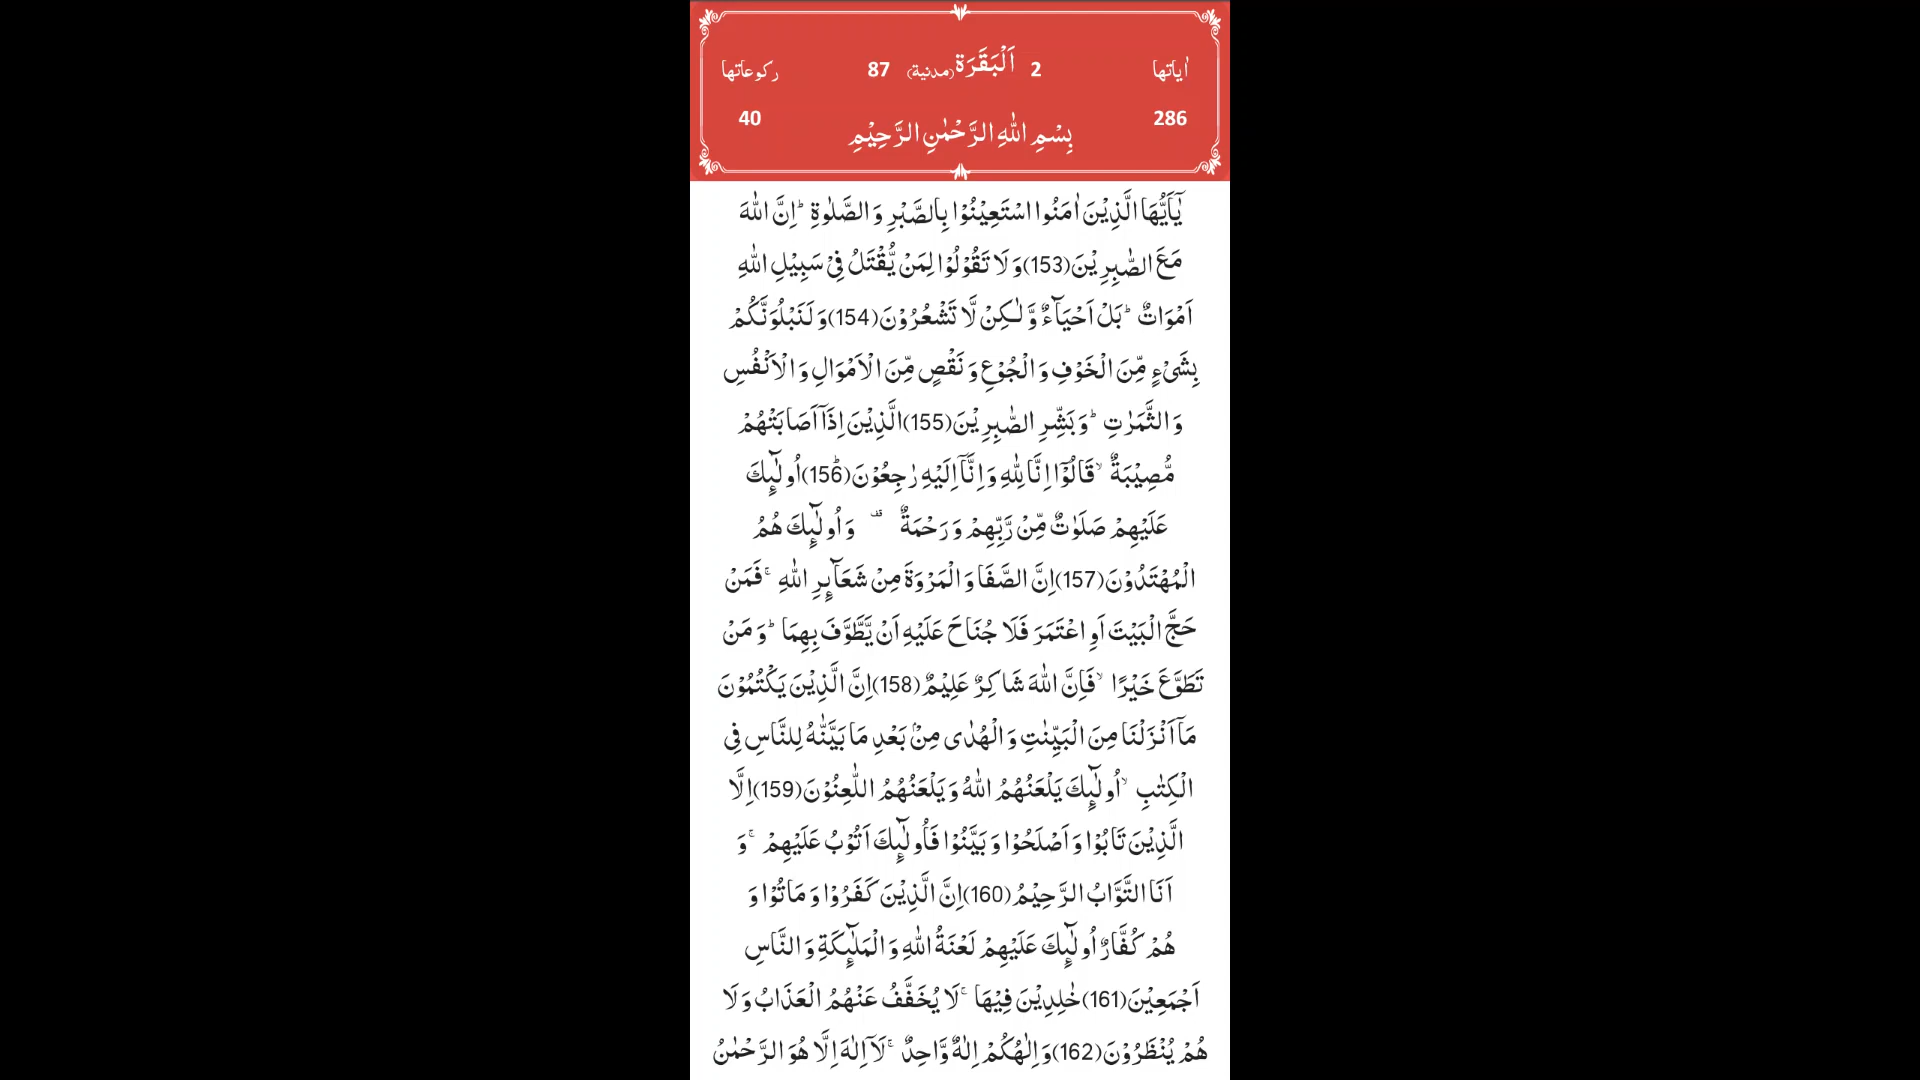 اٰیاتها 2 اَلْبَقَرَة (مدنیة) 87 رکوعاتها
286 40
بِسْمِ اللّٰهِ الرَّحْمٰنِ الرَّحِیْمِ
یٰۤاَیُّهَا الَّذِیْنَ اٰمَنُوا اسْتَعِیْنُوْا بِالصَّبْرِ وَ الصَّلٰوةِؕ-اِنَّ اللّٰهَ
مَعَ الصّٰبِرِیْنَ(153)وَ لَا تَقُوْلُوْا لِمَنْ یُّقْتَلُ فِیْ سَبِیْلِ اللّٰهِ
اَمْوَاتٌؕ-بَلْ اَحْیَآءٌ وَّ لٰكِنْ لَّا تَشْعُرُوْنَ(154)وَ لَنَبْلُوَنَّكُمْ
بِشَیْءٍ مِّنَ الْخَوْفِ وَ الْجُوْعِ وَ نَقْصٍ مِّنَ الْاَمْوَالِ وَ الْاَنْفُسِ
وَ الثَّمَرٰتِؕ-وَ بَشِّرِ الصّٰبِرِیْنَ(155)الَّذِیْنَ اِذَاۤ اَصَابَتْهُمْ
مُّصِیْبَةٌۙ-قَالُوْۤا اِنَّا لِلّٰهِ وَ اِنَّاۤ اِلَیْهِ رٰجِعُوْنَ(156)ؕاُولٰٓىٕكَ
عَلَیْهِمْ صَلَوٰتٌ مِّنْ رَّبِّهِمْ وَ رَحْمَةٌ- قف وَ اُولٰٓىٕكَ هُمُ
الْمُهْتَدُوْنَ(157)اِنَّ الصَّفَا وَ الْمَرْوَةَ مِنْ شَعَآىٕرِ اللّٰهِۚ-فَمَنْ
حَجَّ الْبَیْتَ اَوِ اعْتَمَرَ فَلَا جُنَاحَ عَلَیْهِ اَنْ یَّطَّوَّفَ بِهِمَاؕ-وَ مَنْ
تَطَوَّعَ خَیْرًاۙ-فَاِنَّ اللّٰهَ شَاكِرٌ عَلِیْمٌ(158)اِنَّ الَّذِیْنَ یَكْتُمُوْنَ
مَاۤ اَنْزَلْنَا مِنَ الْبَیِّنٰتِ وَ الْهُدٰى مِنْۢ بَعْدِ مَا بَیَّنّٰهُ لِلنَّاسِ فِی
الْكِتٰبِۙ-اُولٰٓىٕكَ یَلْعَنُهُمُ اللّٰهُ وَ یَلْعَنُهُمُ اللّٰعِنُوْنَ(159)اِلَّا
الَّذِیْنَ تَابُوْا وَ اَصْلَحُوْا وَ بَیَّنُوْا فَاُولٰٓىٕكَ اَتُوْبُ عَلَیْهِمْۚ-وَ
اَنَا التَّوَّابُ الرَّحِیْمُ(160)اِنَّ الَّذِیْنَ كَفَرُوْا وَ مَاتُوْا وَ
هُمْ كُفَّارٌ اُولٰٓىٕكَ عَلَیْهِمْ لَعْنَةُ اللّٰهِ وَ الْمَلٰٓىٕكَةِ وَ النَّاسِ
اَجْمَعِیْنَ(161)خٰلِدِیْنَ فِیْهَاۚ-لَا یُخَفَّفُ عَنْهُمُ الْعَذَابُ وَ لَا
هُمْ یُنْظَرُوْنَ(162)وَ اِلٰهُكُمْ اِلٰهٌ وَّاحِدٌۚ-لَاۤ اِلٰهَ اِلَّا هُوَ الرَّحْمٰنُ